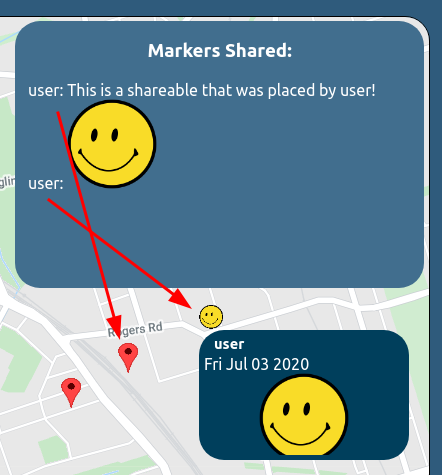 Markers Shared:
user: This is a shareable that was placed by user!
user:
Rogers Rd
user
Fri Jul 03 2020